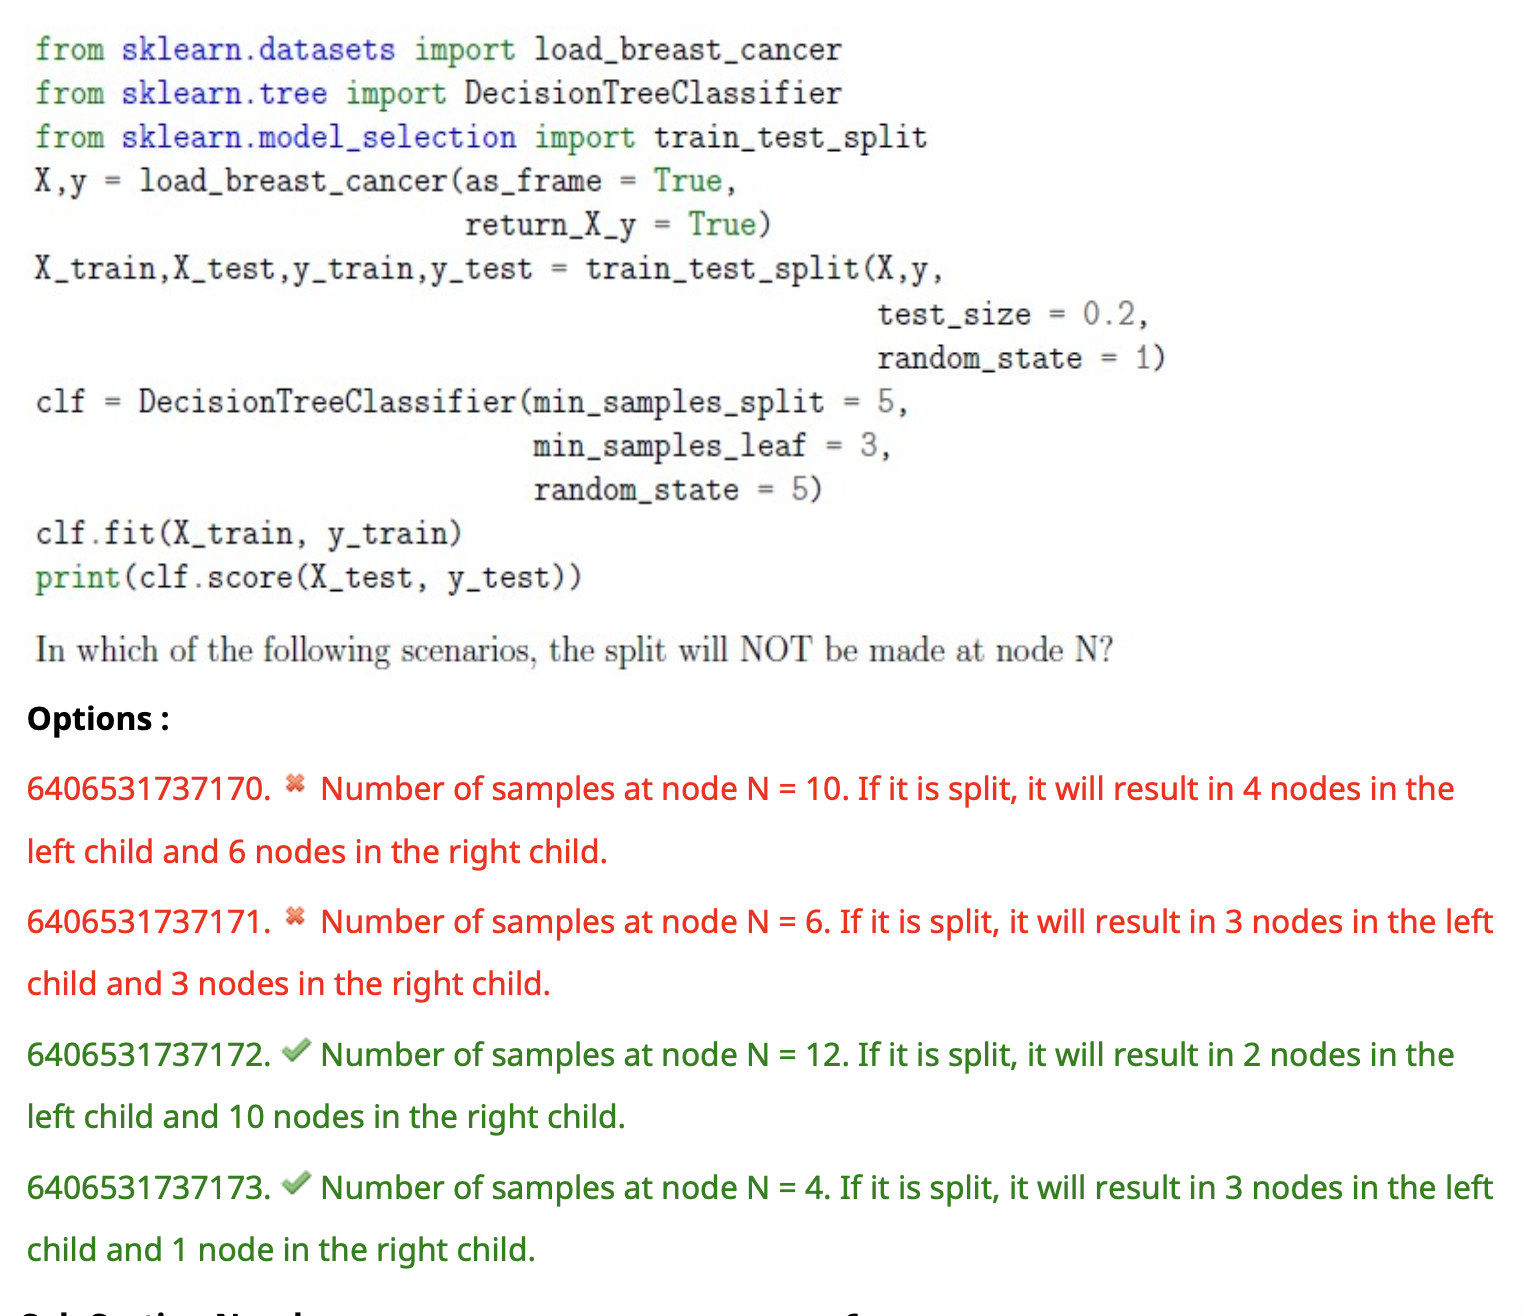 from sklearn.datasets import load_breast_cancer
from sklearn.tree import DecisionTreeClassifier
from sklearn.model_selection import train_test_split
X,y = load_breast_cancer(as_frame = True,
return_X_y = True)
X_train,X_test,y_train,y_test = train_test_split(X,y,
test_size = 0.2,
random_state = 1)
clf = DecisionTreeClassifier(min_samples_split = 5,
min_samples_leaf = 3,
random_state = 5)
clf.fit(X_train, y_train)
print(clf.score(X_test, y_test))
In which of the following scenarios, the split will NOT be made at node N?
Options :
6406531737170. ✖ Number of samples at node N = 10. If it is split, it will result in 4 nodes in the
left child and 6 nodes in the right child.
6406531737171. ✖ Number of samples at node N = 6. If it is split, it will result in 3 nodes in the left
child and 3 nodes in the right child.
6406531737172. ✔ Number of samples at node N = 12. If it is split, it will result in 2 nodes in the
left child and 10 nodes in the right child.
6406531737173. ✔ Number of samples at node N = 4. If it is split, it will result in 3 nodes in the left
child and 1 node in the right child.